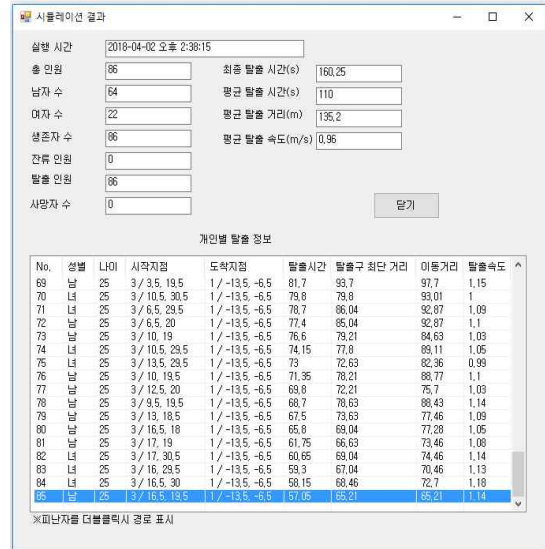 시뮬레이션 결과
실행 시간 2018-04-02 오후 2:38:15
총 인원 86 최종 탈출 시간(s) 160,25
남자 수 64 평균 탈출 시간(s) 110
여자 수 22 평균 탈출 거리(m) 135,2
생존자 수 86 평균 탈출 속도(m/s) 0,96
잔류 인원 0
탈출 인원 86
사망자 수 0
닫기
개인별 탈출 정보
No, 성별 나이 시작지점 도착지점 탈출시간 탈출구 최단 거리 이동거리 탈출속도
69 남 25 3 / 3,5, 19,5 1 / -13,5, -6,5 81,7 93,7 97,7 1,15
70 녀 25 3 / 10,5, 30,5 1 / -13,5, -6,5 79,8 79,8 93,01 1
71 녀 25 3 / 6,5, 29,5 1 / -13,5, -6,5 78,7 86,04 92,87 1,09
72 남 25 3 / 6,5, 20 1 / -13,5, -6,5 77,4 85,04 92,87 1,1
73 남 25 3 / 10, 19 1 / -13,5, -6,5 76,6 79,21 84,63 1,03
74 녀 25 3 / 10,5, 29,5 1 / -13,5, -6,5 74,15 77,8 89,11 1,05
75 남 25 3 / 13,5, 29,5 1 / -13,5, -6,5 73 72,63 82,36 0,99
76 남 25 3 / 10, 19,5 1 / -13,5, -6,5 71,35 78,21 88,77 1,1
77 남 25 3 / 12,5, 20 1 / -13,5, -6,5 69,8 72,21 75,7 1,03
78 남 25 3 / 9,5, 19,5 1 / -13,5, -6,5 68,7 78,63 88,43 1,14
79 남 25 3 / 13, 18,5 1 / -13,5, -6,5 67,5 73,63 77,46 1,09
80 남 25 3 / 16,5, 18 1 / -13,5, -6,5 65,8 69,04 77,28 1,05
81 남 25 3 / 17, 19 1 / -13,5, -6,5 61,75 66,63 73,46 1,08
82 녀 25 3 / 17, 30,5 1 / -13,5, -6,5 60,65 69,04 74,46 1,14
83 녀 25 3 / 16, 29,5 1 / -13,5, -6,5 59,3 67,04 70,46 1,13
84 녀 25 3 / 16,5, 30 1 / -13,5, -6,5 58,15 68,46 72,7 1,18
85 남 25 3 / 16,5, 19,5 1 / -13,5, -6,5 57,05 65,21 65,21 1,14
※피난자를 더블클릭시 경로 표시